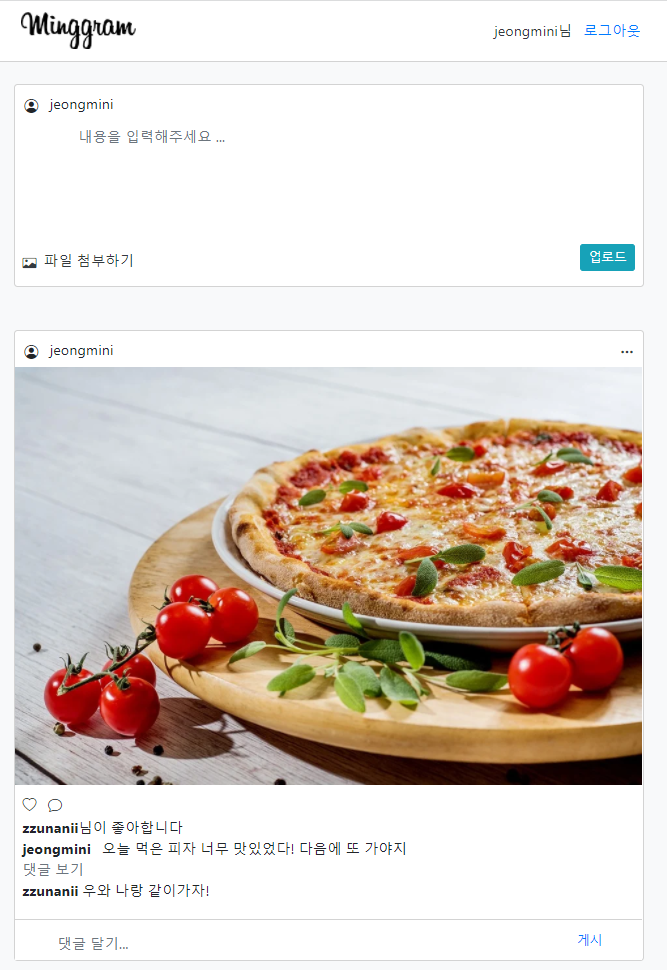 Minggram
jeongmini님 로그아웃
jeongmini
내용을 입력해주세요 ...
파일 첨부하기
업로드
jeongmini
zzunanii님이 좋아합니다
jeongmini 오늘 먹은 피자 너무 맛있었다! 다음에 또 가야지
댓글 보기
zzunanii 우와 나랑 같이가자!
댓글 달기...
게시